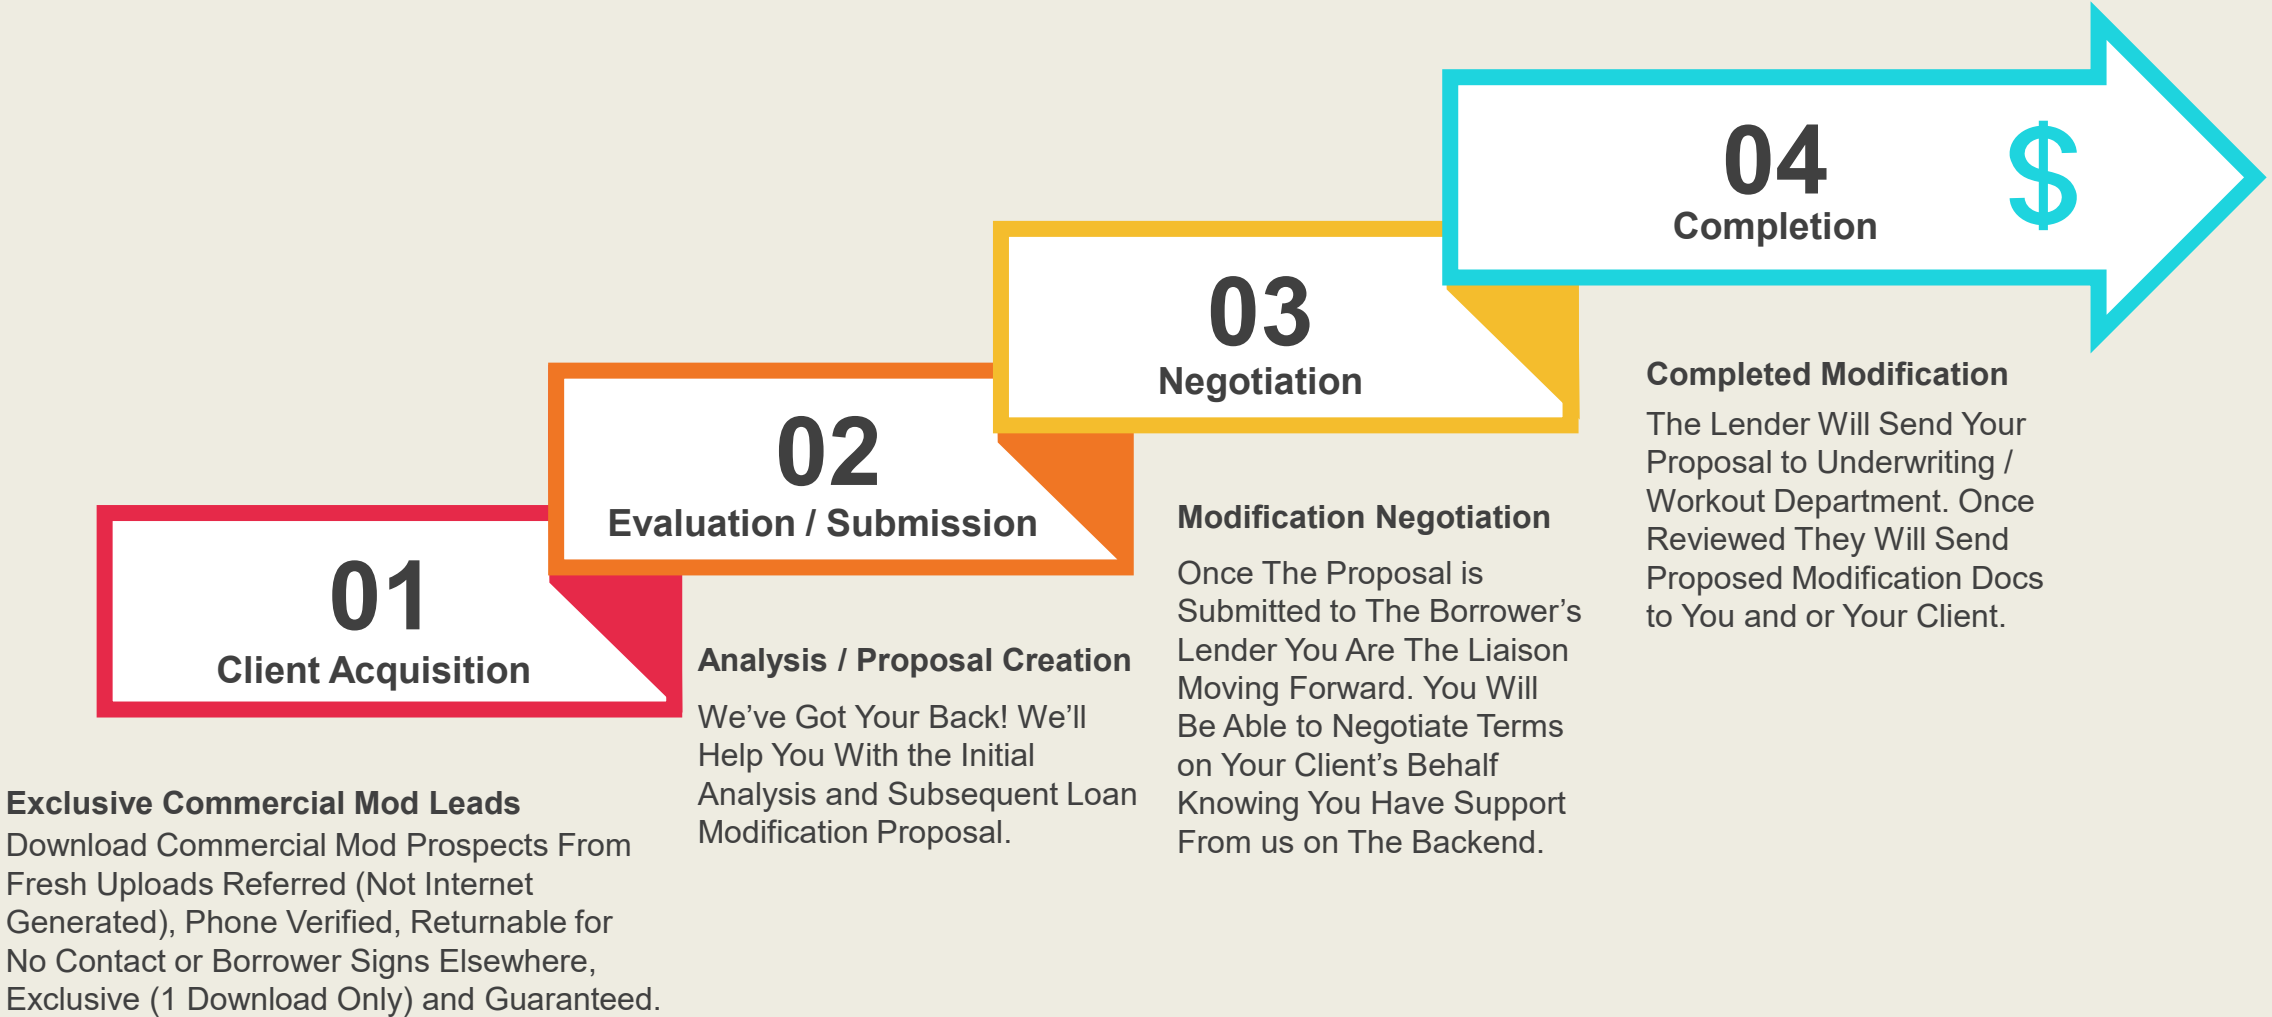 01
Client Acquisition
Exclusive Commercial Mod Leads
Download Commercial Mod Prospects From
Fresh Uploads Referred (Not Internet
Generated), Phone Verified, Returnable for
No Contact or Borrower Signs Elsewhere,
Exclusive (1 Download Only) and Guaranteed.
02
Evaluation / Submission
Analysis / Proposal Creation
We’ve Got Your Back! We’ll
Help You With the Initial
Analysis and Subsequent Loan
Modification Proposal.
03
Negotiation
Modification Negotiation
Once The Proposal is
Submitted to The Borrower’s
Lender You Are The Liaison
Moving Forward. You Will
Be Able to Negotiate Terms
on Your Client’s Behalf
Knowing You Have Support
From us on The Backend.
04
Completion
$
Completed Modification
The Lender Will Send Your
Proposal to Underwriting /
Workout Department. Once
Reviewed They Will Send
Proposed Modification Docs
to You and or Your Client.